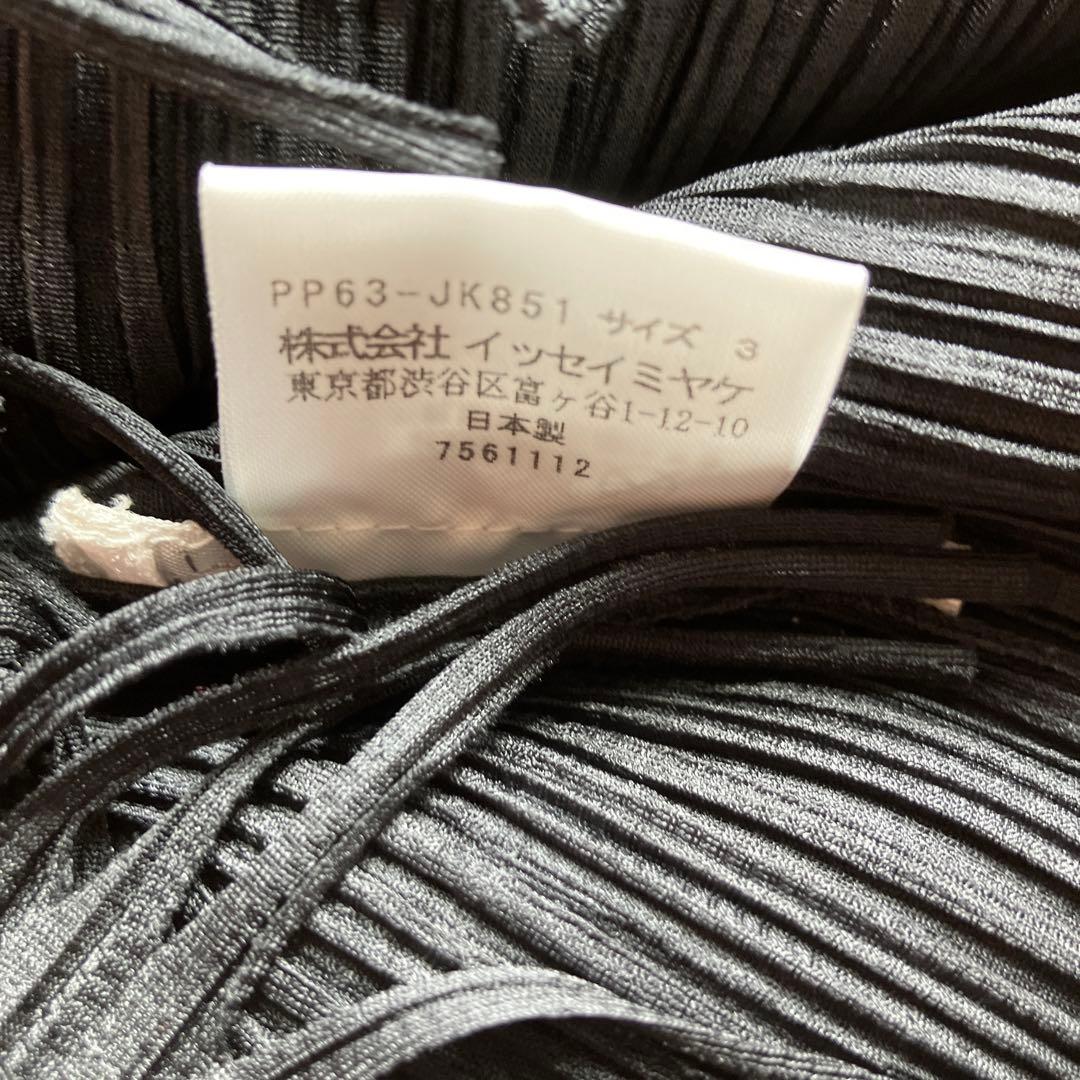 PP63-JK851 サイズ 3
株式会社 イッセイミヤケ
東京都渋谷区富ヶ谷1-12-10
日本製
7561112